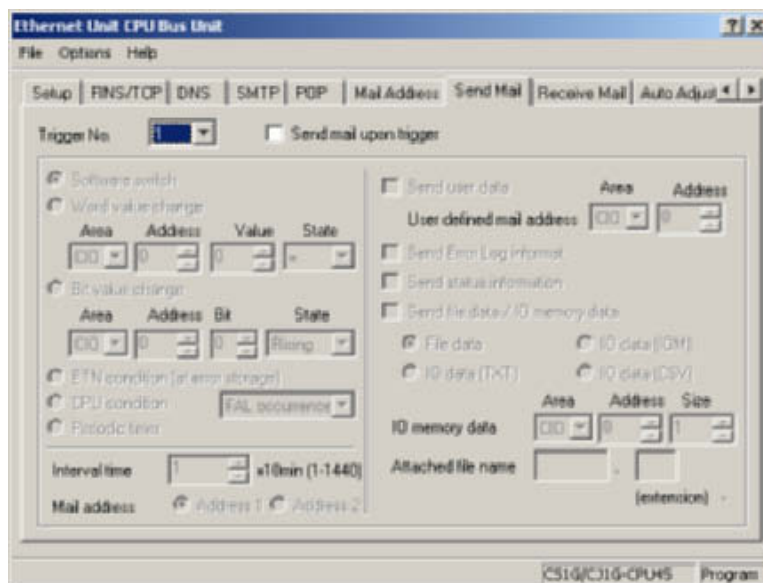 Ethernet Unit CPU Bus Unit
File Options Help
Setup FINS/TCP DNS SMTP POP Mail Address Send Mail Receive Mail Auto Adjust
Trigger No. 1 Send mail upon trigger
Software switch
Word value change
Area Address Value State
CIO 0 0 =
Bit value change
Area Address Bit State
CIO 0 0 Rising
ETN condition (at error storage)
CPU condition FAL occurrence
Periodic timer
Interval time 1 x10min (1-1440)
Mail address Address 1 Address 2
Send user data Area Address
User defined mail address CIO 0
Send Error Log informat
Send status information
Send file data / IO memory data
File data IO data (IOM)
IO data (TXT) IO data (CSV)
Area Address Size
IO memory data CIO 0 1
Attached file name .
(extension)
CS1G/CJ1G-CPU45 Program